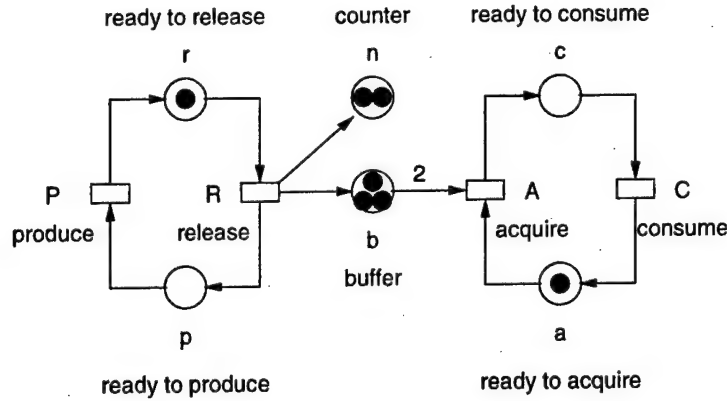 ready to release
counter
ready to consume
r
n
c
2
P
R
A
C
produce
release
acquire
consume
b
buffer
p
a
ready to produce
ready to acquire